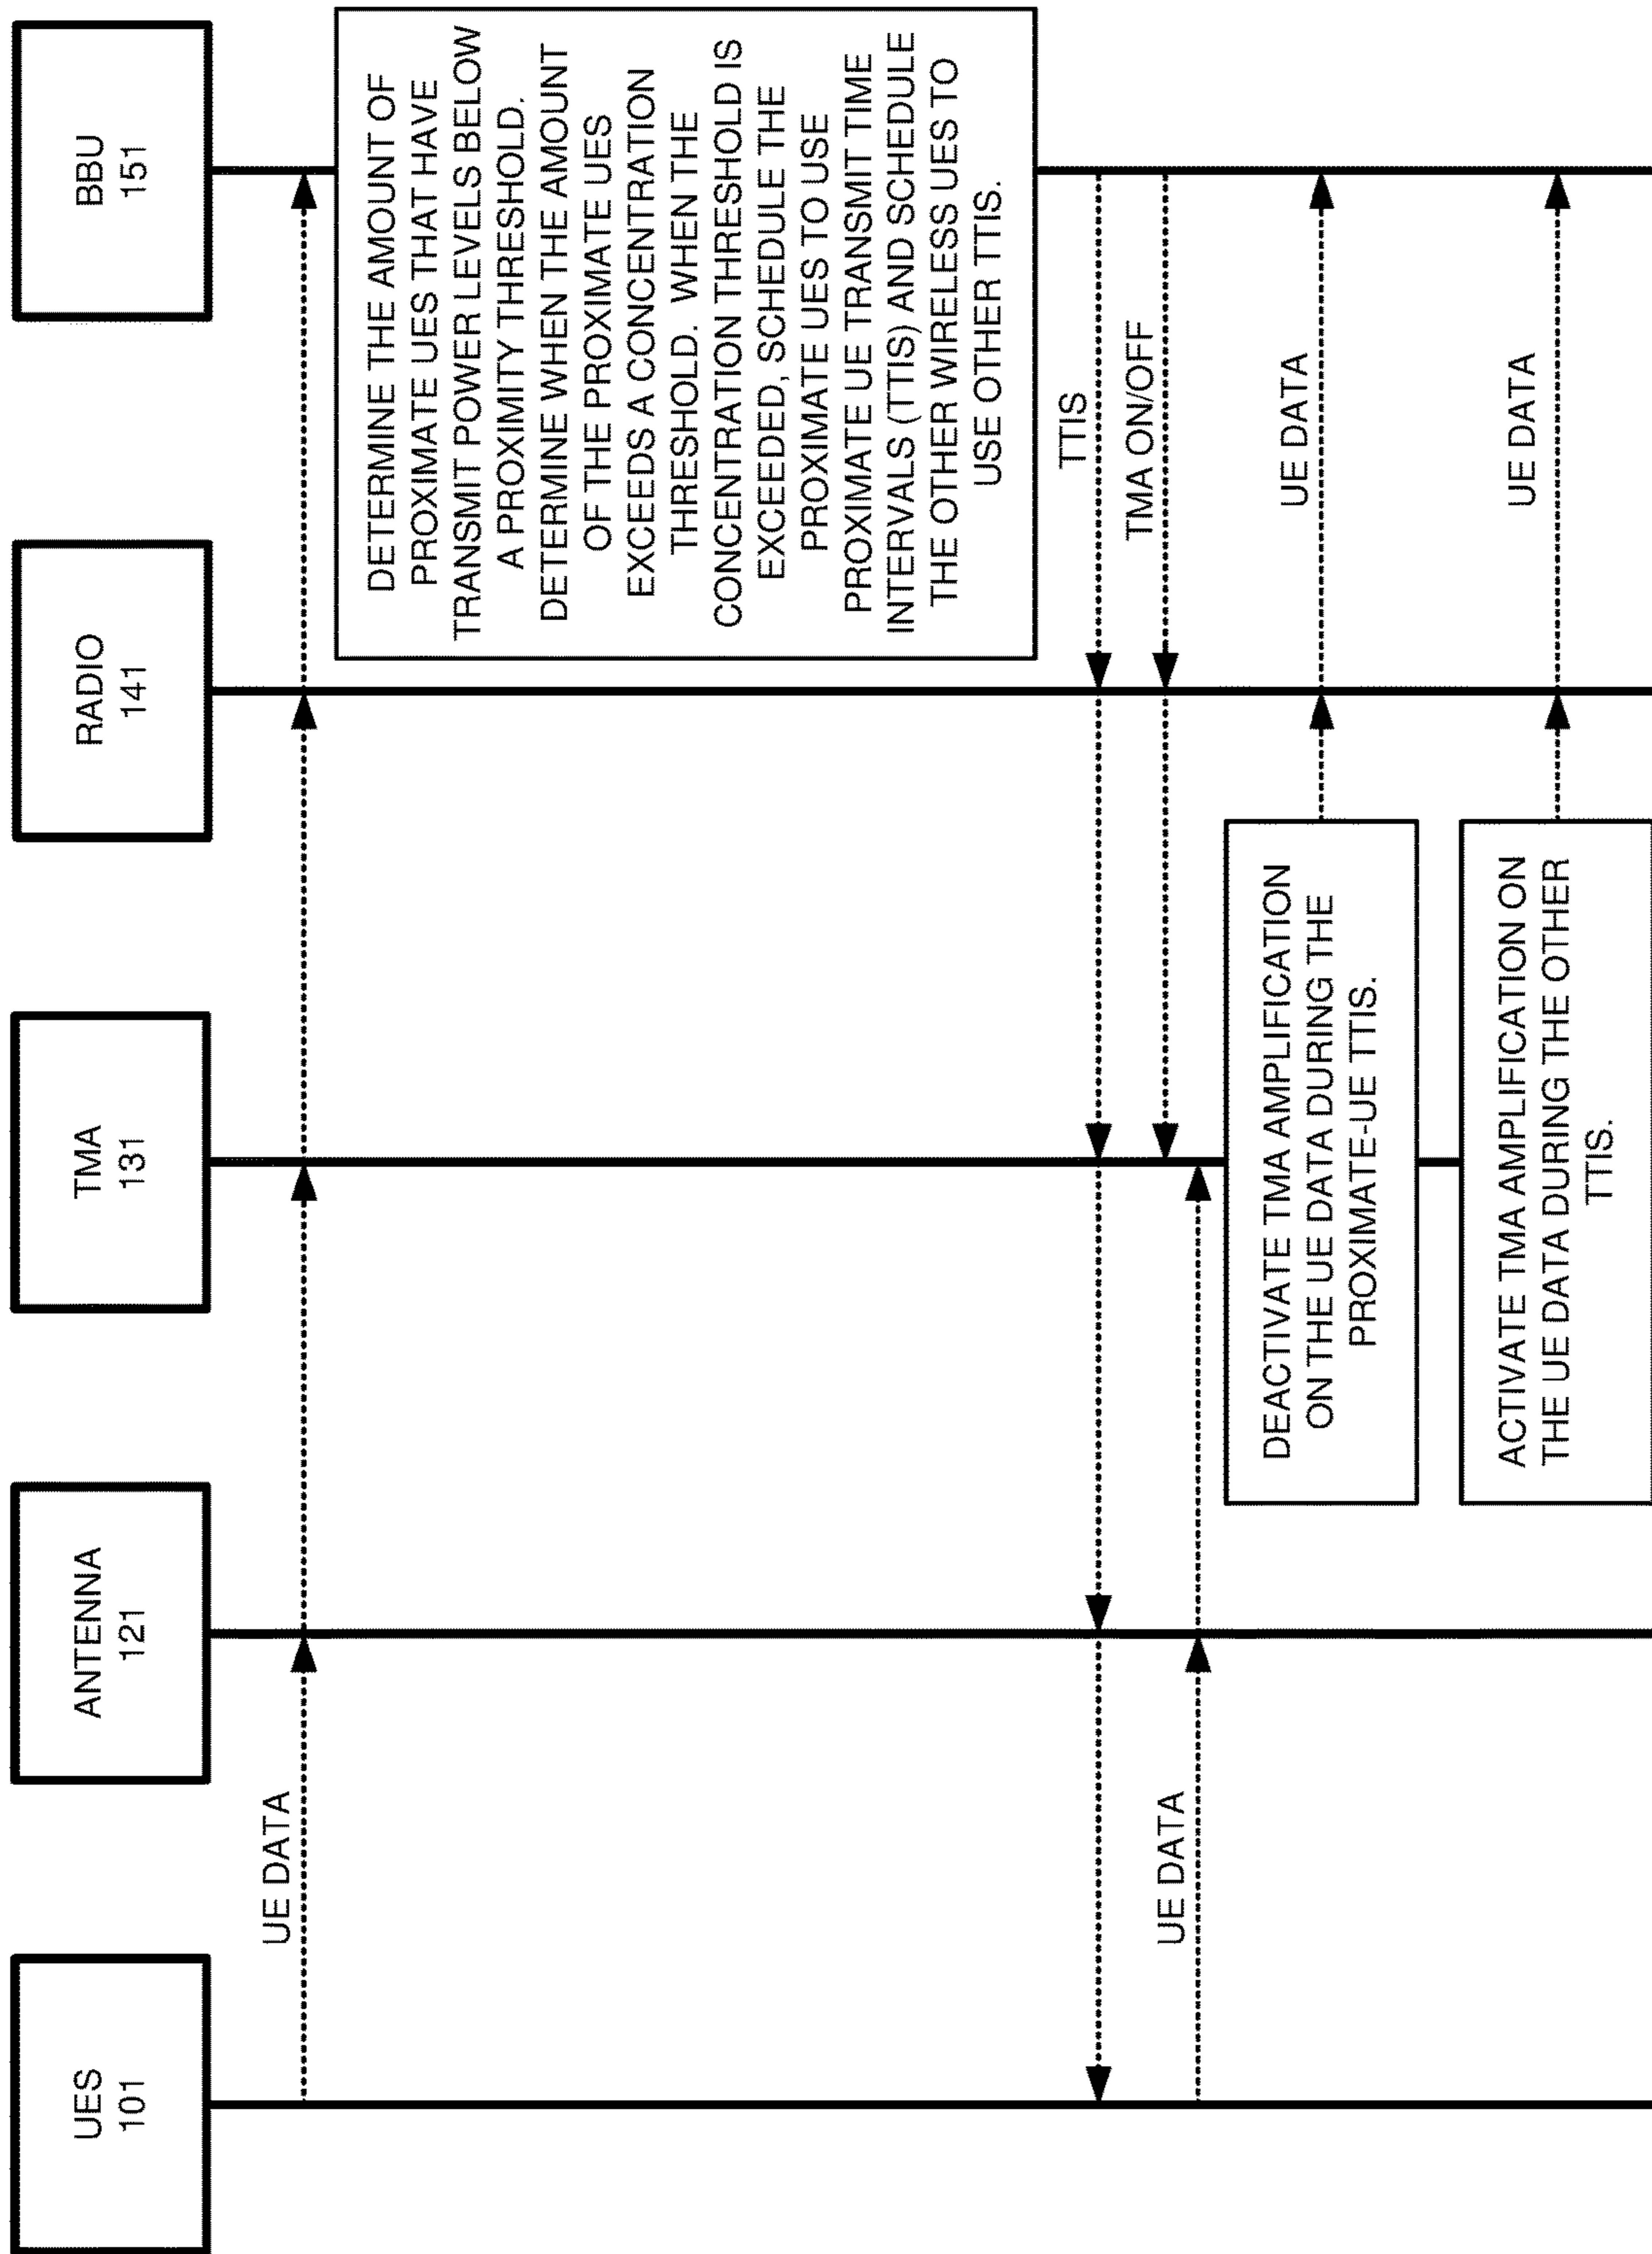 UES
101
ANTENNA
121
TMA
131
RADIO
141
BBU
151
UE DATA
DETERMINE THE AMOUNT OF
PROXIMATE UES THAT HAVE
TRANSMIT POWER LEVELS BELOW
A PROXIMITY THRESHOLD.
DETERMINE WHEN THE AMOUNT
OF THE PROXIMATE UES
EXCEEDS A CONCENTRATION
THRESHOLD. WHEN THE
CONCENTRATION THRESHOLD IS
EXCEEDED, SCHEDULE THE
PROXIMATE UES TO USE
PROXIMATE UE TRANSMIT TIME
INTERVALS (TTIS) AND SCHEDULE
THE OTHER WIRELESS UES TO
USE OTHER TTIS.
TTIS
TMA ON/OFF
UE DATA
DEACTIVATE TMA AMPLIFICATION
ON THE UE DATA DURING THE
PROXIMATE-UE TTIS.
UE DATA
ACTIVATE TMA AMPLIFICATION ON
THE UE DATA DURING THE OTHER
TTIS.
UE DATA